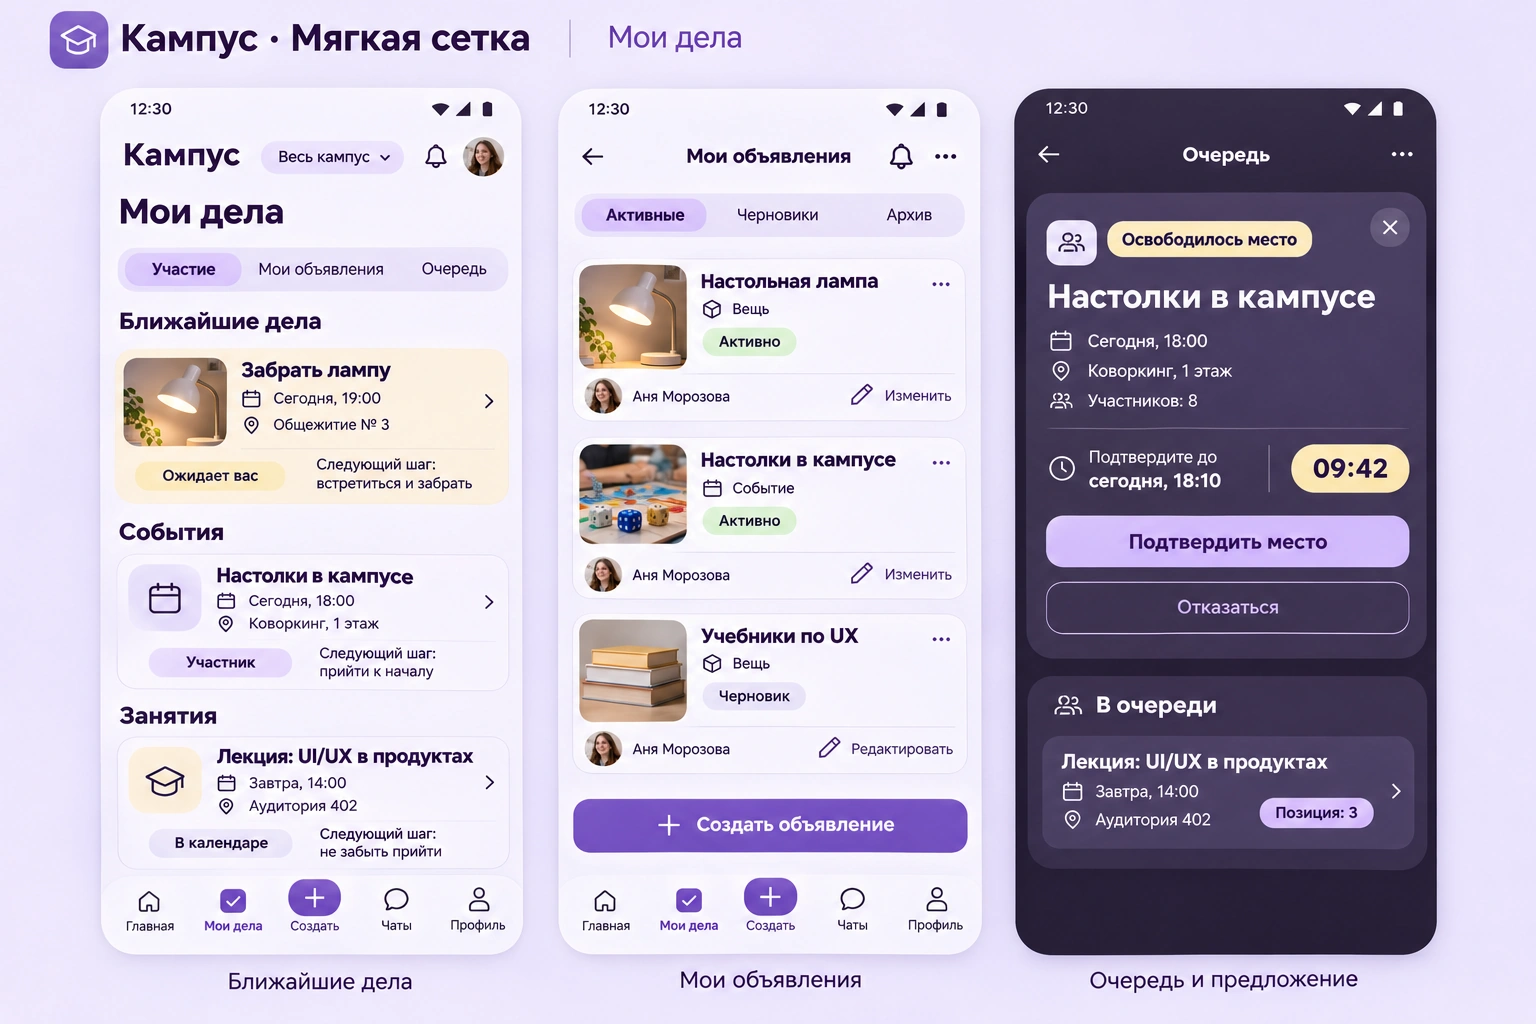 Кампус · Мягкая сетка
Мои дела
12:30
Кампус
Весь кампус
Мои дела
Участие
Мои объявления
Очередь
Ближайшие дела
Забрать лампу
Сегодня, 19:00
Общежитие № 3
Ожидает вас
Следующий шаг:
встретиться и забрать
События
Настолки в кампусе
Сегодня, 18:00
Коворкинг, 1 этаж
Участник
Следующий шаг:
прийти к началу
Занятия
Лекция: UI/UX в продуктах
Завтра, 14:00
Аудитория 402
В календаре
Следующий шаг:
не забыть прийти
Главная
Мои дела
Создать
Чаты
Профиль
Ближайшие дела
12:30
Мои объявления
Активные
Черновики
Архив
Настольная лампа
Вещь
Активно
Аня Морозова
Изменить
Настолки в кампусе
Событие
Активно
Аня Морозова
Изменить
Учебники по UX
Вещь
Черновик
Аня Морозова
Редактировать
Создать объявление
Главная
Мои дела
Создать
Чаты
Профиль
Мои объявления
12:30
Очередь
Освободилось место
Настолки в кампусе
Сегодня, 18:00
Коворкинг, 1 этаж
Участников: 8
Подтвердите до
сегодня, 18:10
09:42
Подтвердить место
Отказаться
В очереди
Лекция: UI/UX в продуктах
Завтра, 14:00
Аудитория 402
Позиция: 3
Очередь и предложение